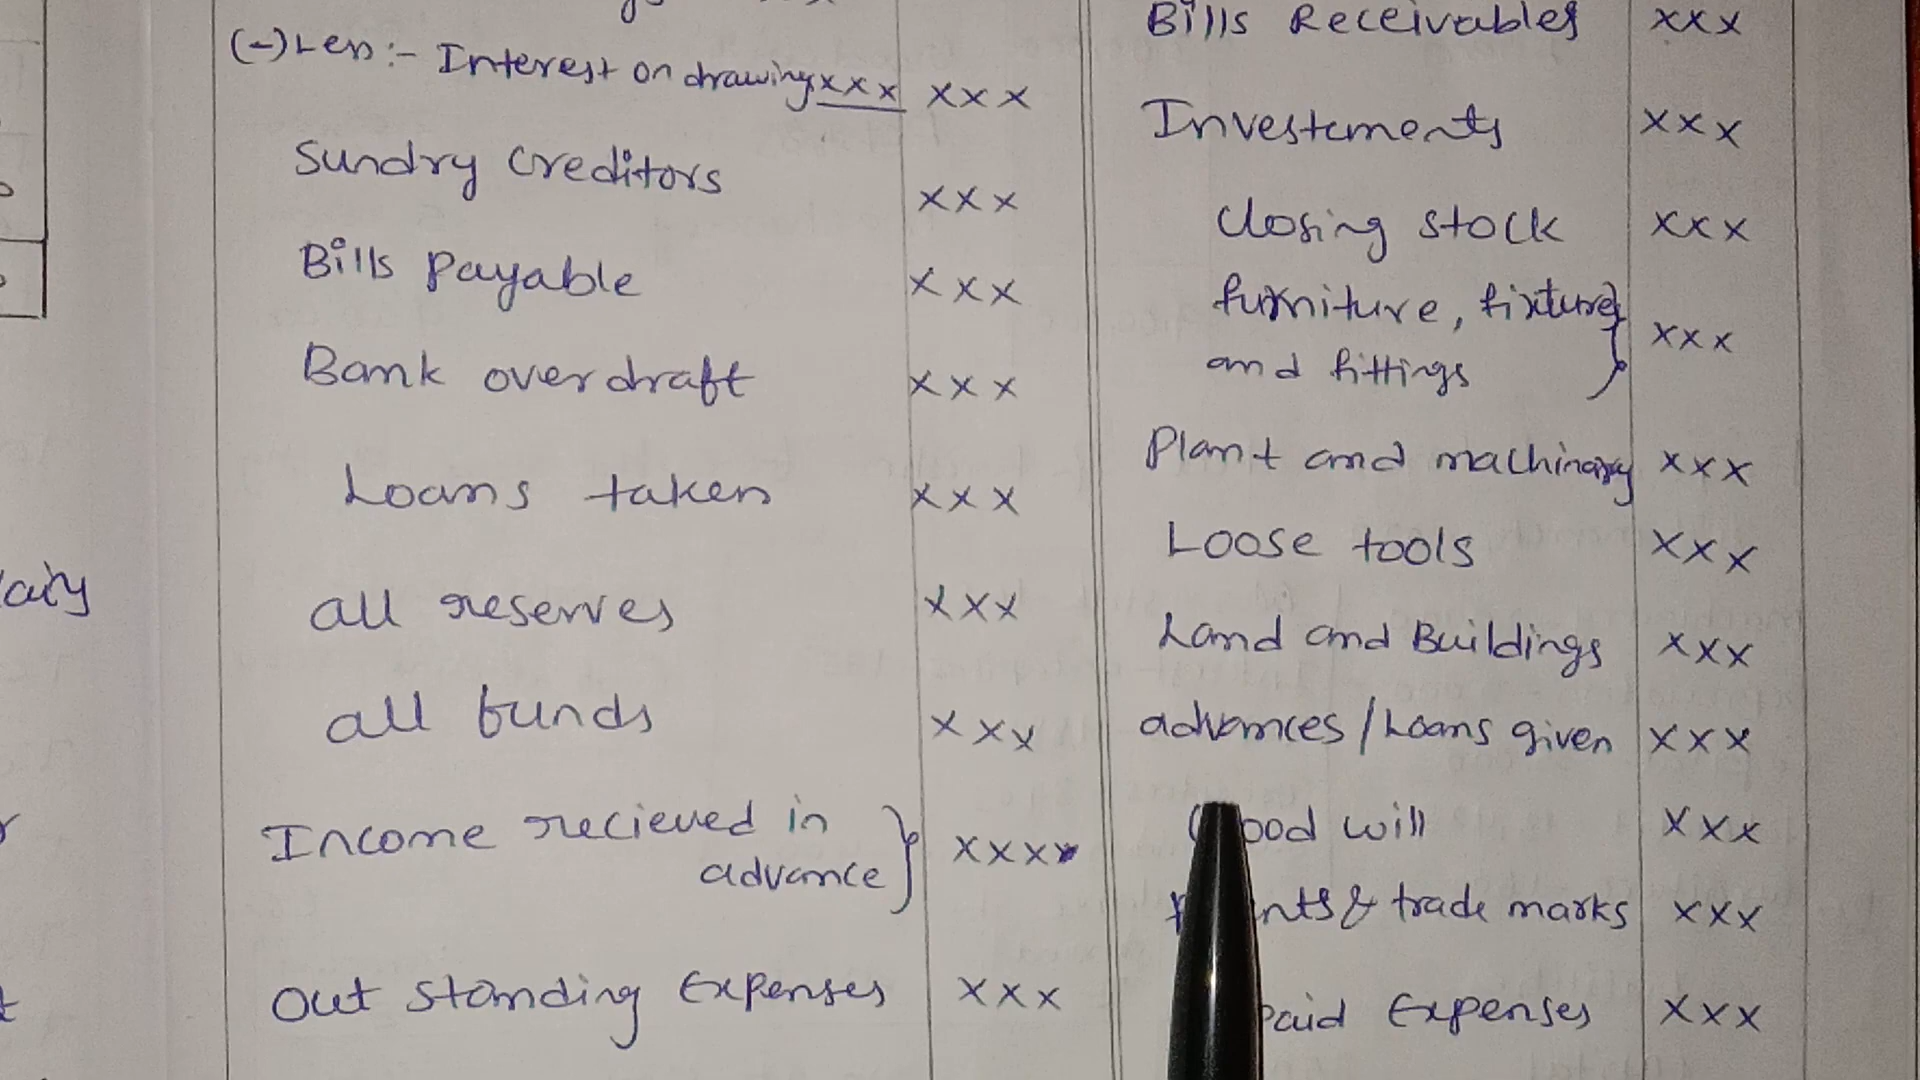 (-) Less:- Interest on drawings xxx xxx
Sundry creditors xxx
Bills payable xxx
Bank overdraft xxx
Loans taken xxx
all reserves xxx
all funds xxx
Income recieved in
advance } xxxx
Out standing Expenses xxx
Bills Receivables xxx
Investements xxx
Closing stock xxx
furniture, fixtures
and fittings } xxx
Plant and machinary xxx
Loose tools xxx
Land and Buildings xxx
advances/Loans given xxx
Good will xxx
& trade marks xxx
paid Expenses xxx